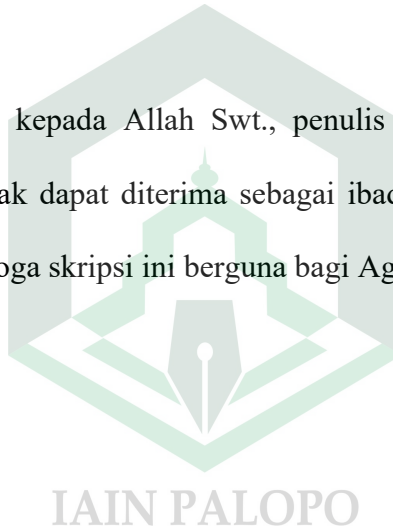 kepada Allah Swt., penulis
dapat diterima sebagai
skripsi ini berguna bagi
IAIN PALOPO